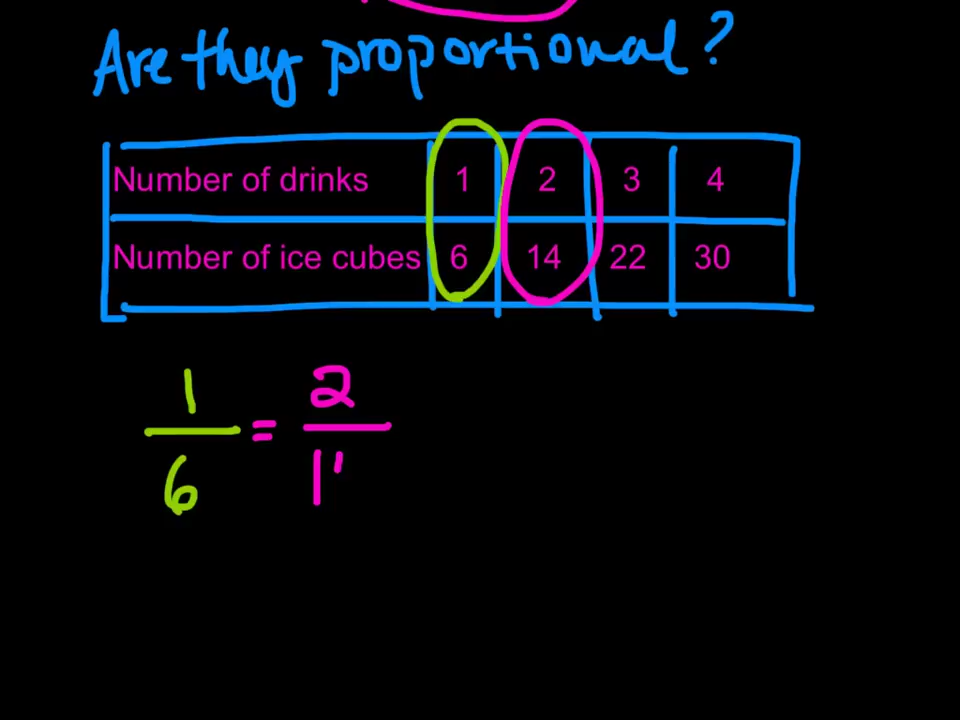 Are they proportional?
Number of drinks 1 2 3 4
Number of ice cubes 6 14 22 30
1 = 2
6